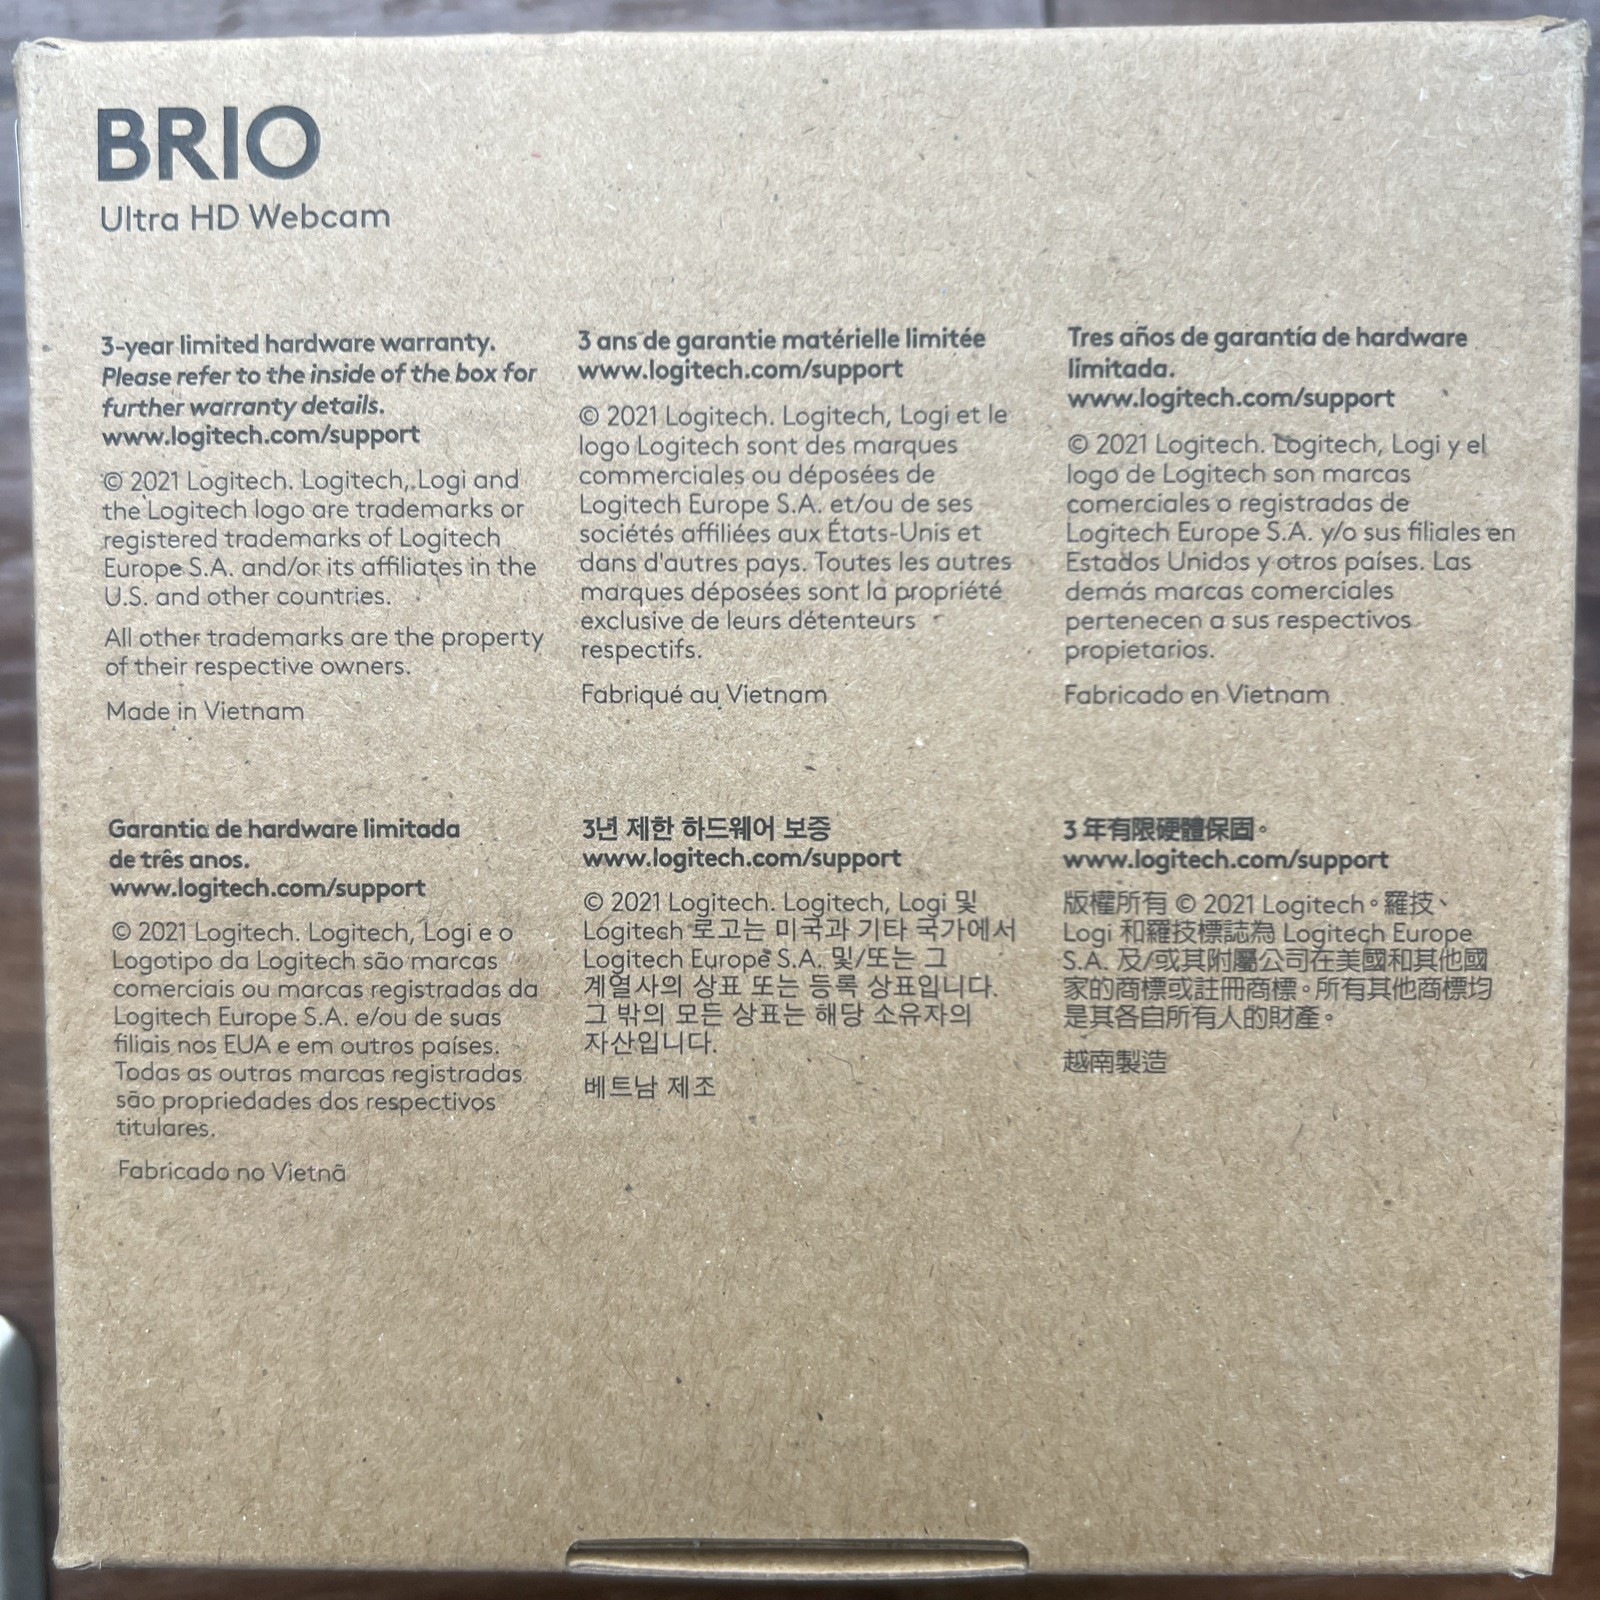 BRIO
Ultra HD Webcam
3-year limited hardware warranty.
Please refer to the inside of the box for
further warranty details.
www.logitech.com/support
© 2021 Logitech. Logitech, Logi and
the Logitech logo are trademarks or
registered trademarks of Logitech
Europe S.A. and/or its affiliates in the
U.S. and other countries.
All other trademarks are the property
of their respective owners.
Made in Vietnam
3 ans de garantie matérielle limitée
www.logitech.com/support
© 2021 Logitech. Logitech, Logi et le
logo Logitech sont des marques
commerciales ou déposées de
Logitech Europe S.A. et/ou de ses
sociétés affiliées aux États-Unis et
dans d'autres pays. Toutes les autres
marques déposées sont la propriété
exclusive de leurs détenteurs
respectifs.
Fabriqué au Vietnam
Tres años de garantía de hardware
limitada.
www.logitech.com/support
© 2021 Logitech. Logitech, Logi y el
logo de Logitech son marcas
comerciales o registradas de
Logitech Europe S.A. y/o sus filiales en
Estados Unidos y otros países. Las
demás marcas comerciales
pertenecen a sus respectivos
propietarios.
Fabricado en Vietnam
Garantia de hardware limitada
de três anos.
www.logitech.com/support
© 2021 Logitech. Logitech, Logi e o
Logotipo da Logitech são marcas
comerciais ou marcas registradas da
Logitech Europe S.A. e/ou de suas
filiais nos EUA e em outros países.
Todas as outras marcas registradas
são propriedades dos respectivos
titulares.
Fabricado no Vietnã
3년 제한 하드웨어 보증
www.logitech.com/support
© 2021 Logitech. Logitech, Logi 및
Logitech 로고는 미국과 기타 국가에서
Logitech Europe S.A. 및/또는 그
계열사의 상표 또는 등록 상표입니다.
그 밖의 모든 상표는 해당 소유자의
자산입니다.
베트남 제조
3 年有限硬體保固。
www.logitech.com/support
版權所有 © 2021 Logitech。羅技、
Logi 和羅技標誌為 Logitech Europe
S.A. 及/或其附屬公司在美國和其他國
家的商標或註冊商標。所有其他商標均
是其各自所有人的財產。
越南製造